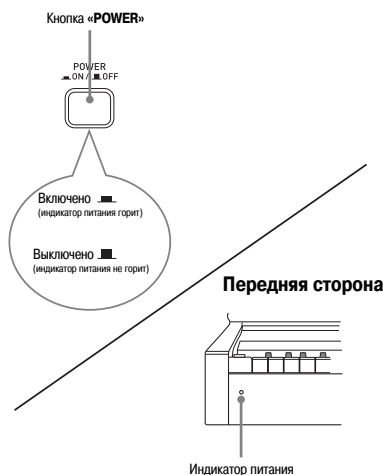 Кнопка «POWER»
POWER
ON / OFF
Включено
(индикатор питания горит)
Выключено
(индикатор питания не горит)
Передняя сторона
Индикатор питания